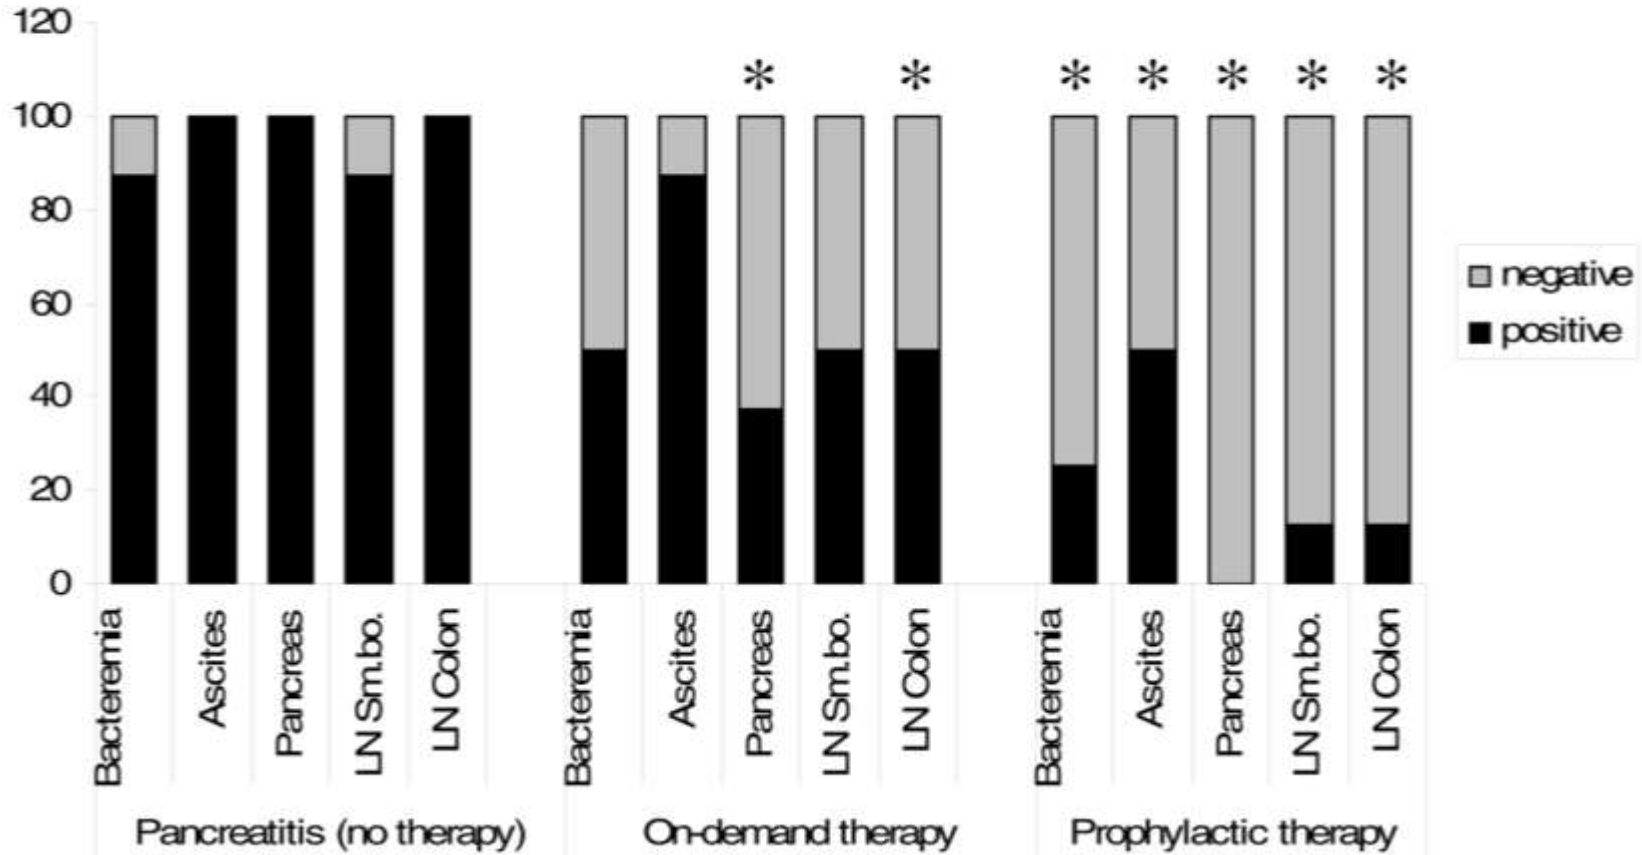 120
100
80
60
40
20
0
* * * * * * *
negative
positive
Bacteremia
Ascites
Pancreas
LN Sm.bo.
LN Colon
Bacteremia
Ascites
Pancreas
LN Sm.bo.
LN Colon
Bacteremia
Ascites
Pancreas
LN Sm.bo.
LN Colon
Pancreatitis (no therapy)
On-demand therapy
Prophylactic therapy